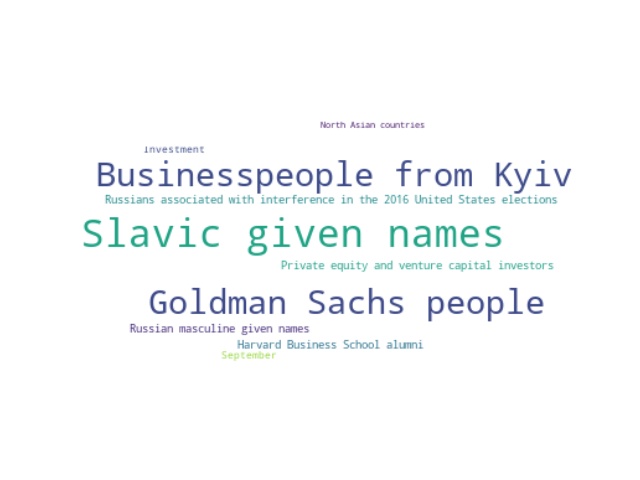 North Asian countries
Investment
Businesspeople from Kyiv
Russians associated with interference in the 2016 United States elections
Slavic given names
Private equity and venture capital investors
Goldman Sachs people
Russian masculine given names
Harvard Business School alumni
September